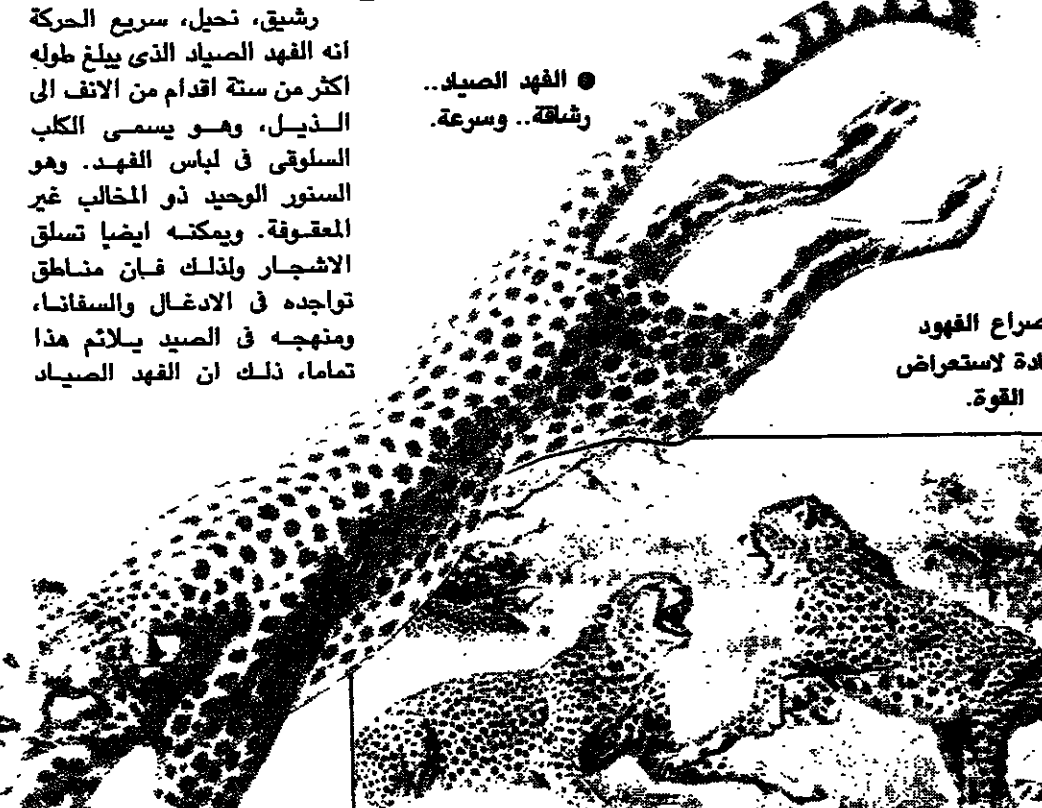 رشيق، نحيل، سريع الحركة
انه الفهد الصياد الذى يبلغ طوله
اكثر من ستة اقدام من الانف الى
الذيل، وهو يسمى الكلب
السلوقى فى لباس الفهد. وهو
السنور الوحيد ذو المخالب غير
المعقوفة. ويمكنه ايضا تسلق
الاشجار ولذلك فان مناطق
تواجده فى الادغال والسفانا،
ومنهجه فى الصيد يلائم هذا
تماما، ذلك ان الفهد الصياد
● الفهد الصياد..
رشاقة.. وسرعة.
صراع الفهود
لاستعراض
القوة.